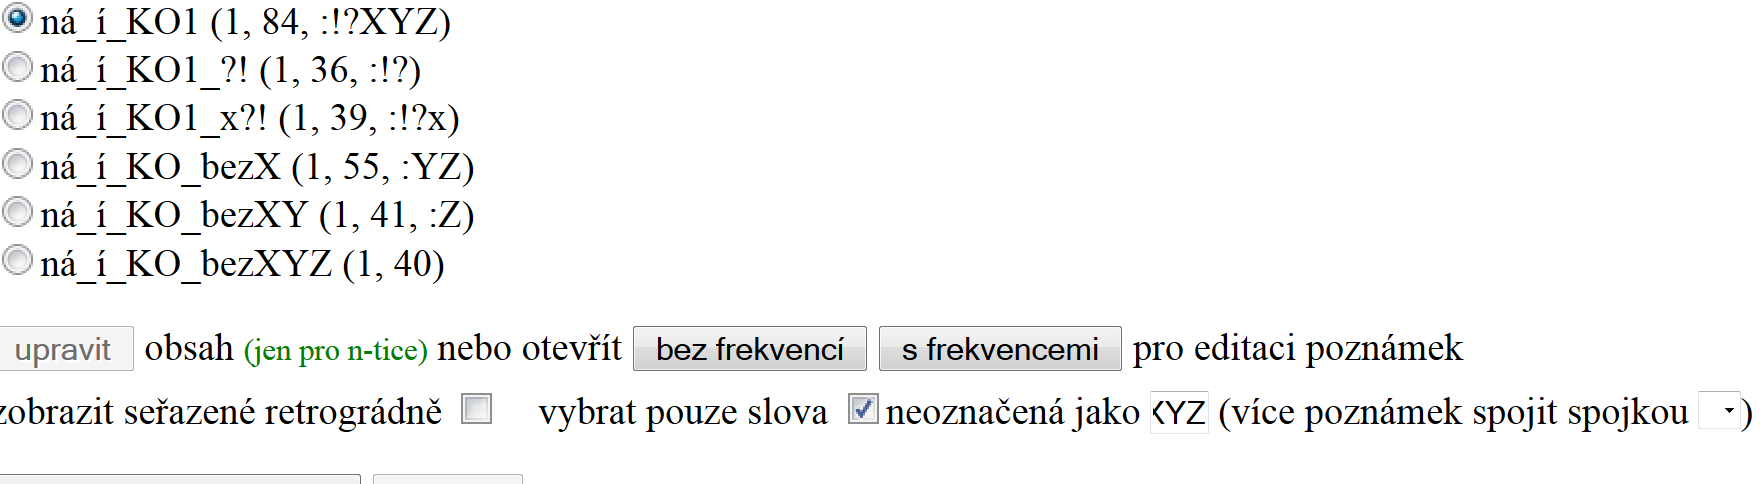 ná_í_KO1 (1, 84, :!?XYZ)
ná_í_KO1_?! (1, 36, :!?)
ná_í_KO1_x?! (1, 39, :!?x)
ná_í_KO_bezX (1, 55, :YZ)
ná_í_KO_bezXY (1, 41, :Z)
ná_í_KO_bezXYZ (1, 40)
upravit obsah (jen pro n-tice) nebo otevřít bez frekvencí s frekvencemi pro editaci poznámek
zobrazit seřazené retrográdně vybrat pouze slova neoznačená jako XYZ (více poznámek spojit spojkou )